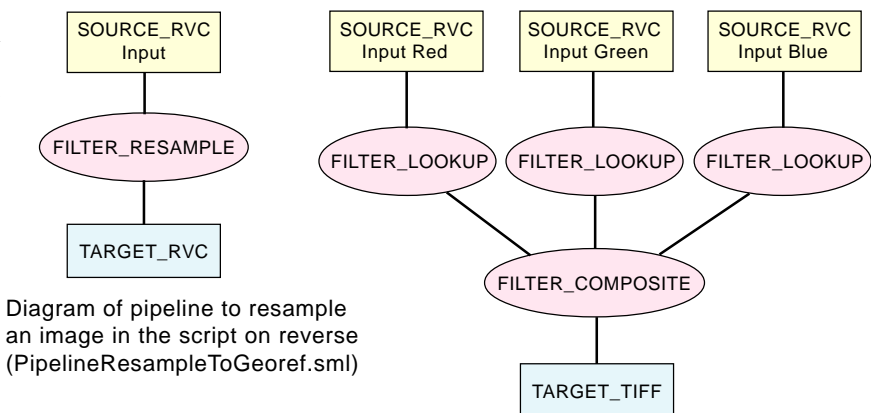 SOURCE_RVC
Input
FILTER_RESAMPLE
TARGET_RVC
Diagram of pipeline to resample
an image in the script on reverse
(PipelineResampleToGeoref.sml)
SOURCE_RVC
Input Red
SOURCE_RVC
Input Green
SOURCE_RVC
Input Blue
FILTER_LOOKUP
FILTER_LOOKUP
FILTER_LOOKUP
FILTER_COMPOSITE
TARGET_TIFF